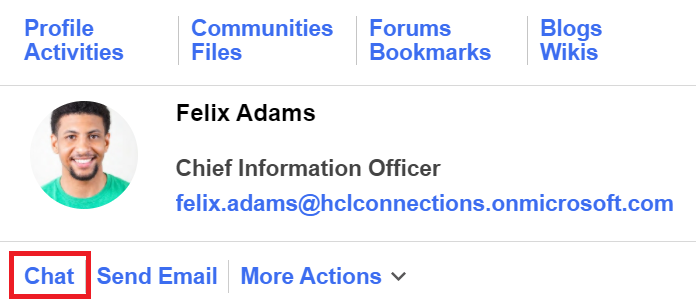 Profile Communities Forums Blogs
Activities Files Bookmarks Wikis
Felix Adams
Chief Information Officer
felix.adams@hclconnections.onmicrosoft.com
Chat Send Email More Actions